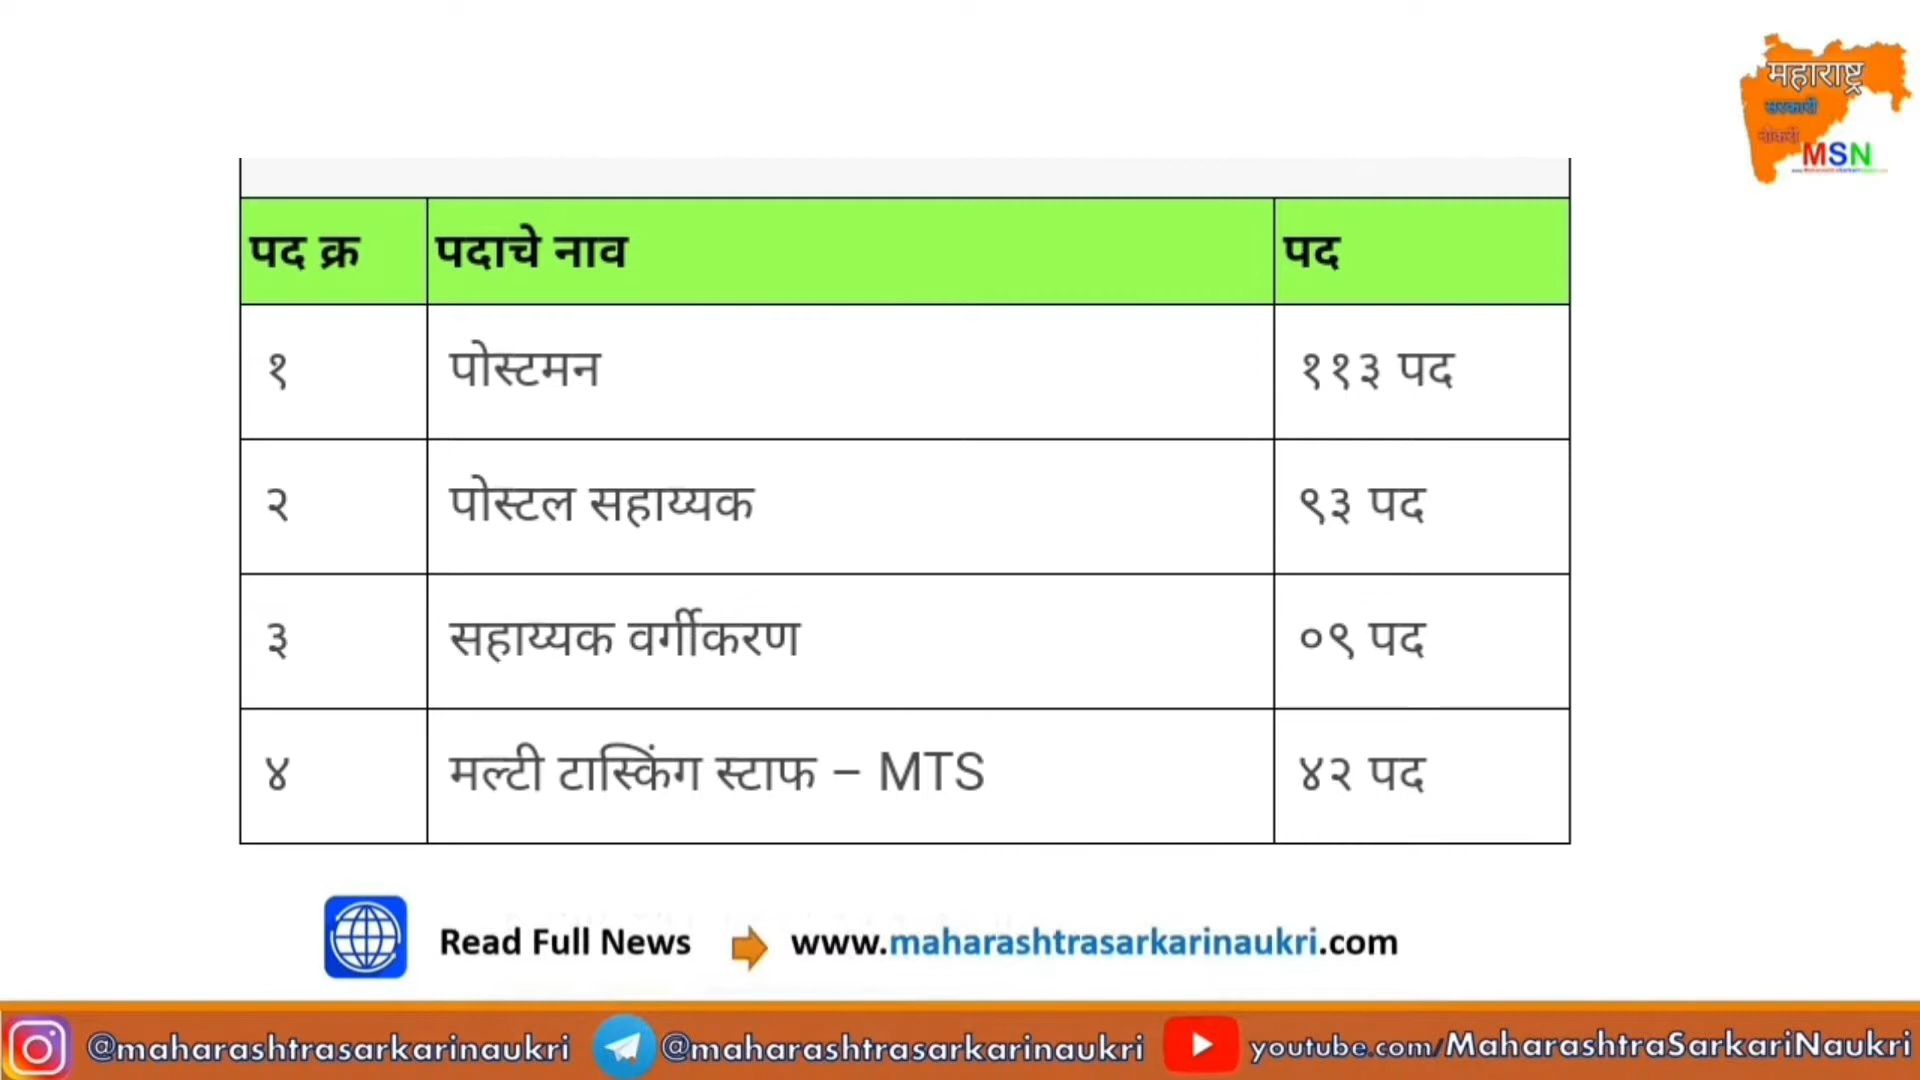 महाराष्ट्र
सरकारी
नोकरी
MSN
पद क्र पदाचे नाव पद
१ पोस्टमन ११३ पद
२ पोस्टल सहाय्यक ९३ पद
३ सहाय्यक वर्गीकरण ०९ पद
४ मल्टी टास्किंग स्टाफ – MTS ४२ पद
Read Full News www.maharashtrasarkarinaukri.com
@maharashtrasarkarinaukri @maharashtrasarkarinaukri youtube.com/MaharashtraSarkariNaukri